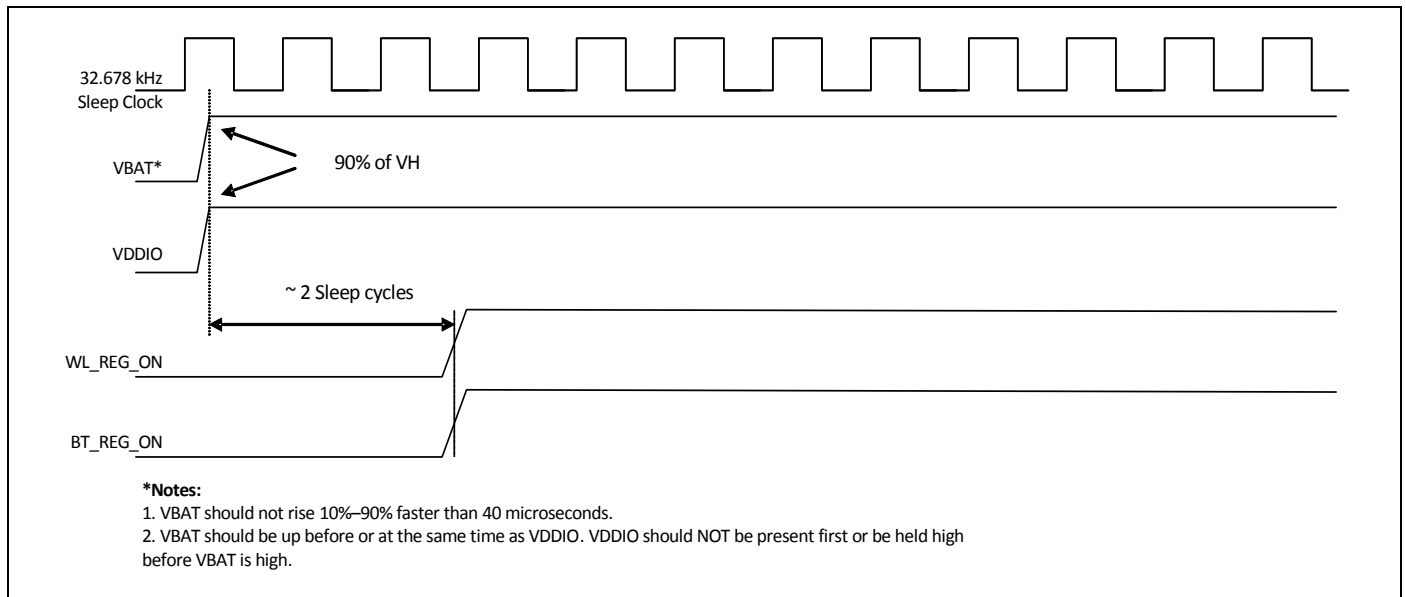 32.678 kHz
Sleep Clock
VBAT*
90% of VH
VDDIO
~ 2 Sleep cycles
WL_REG_ON
BT_REG_ON
*Notes:
1. VBAT should not rise 10%–90% faster than 40 microseconds.
2. VBAT should be up before or at the same time as VDDIO. VDDIO should NOT be present first or be held high
before VBAT is high.